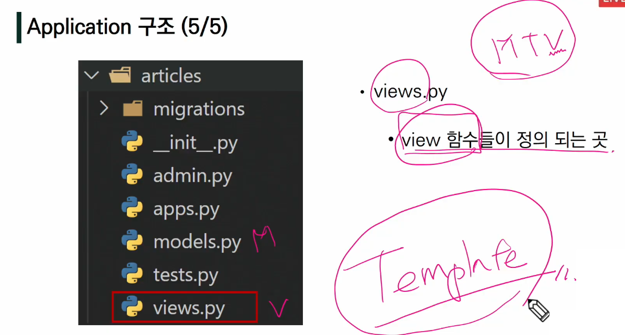 LIVE
Application 구조 (5/5)
MTV
articles
migrations
__init__.py
admin.py
apps.py
models.py M
tests.py
views.py V
• views.py
• view 함수들이 정의 되는 곳
Template